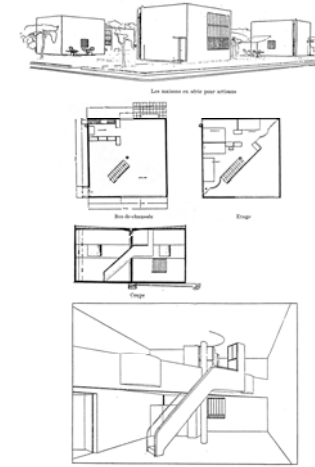 Les maisons en série pour artisans
Rez-de-chaussée
Etage
Coupe